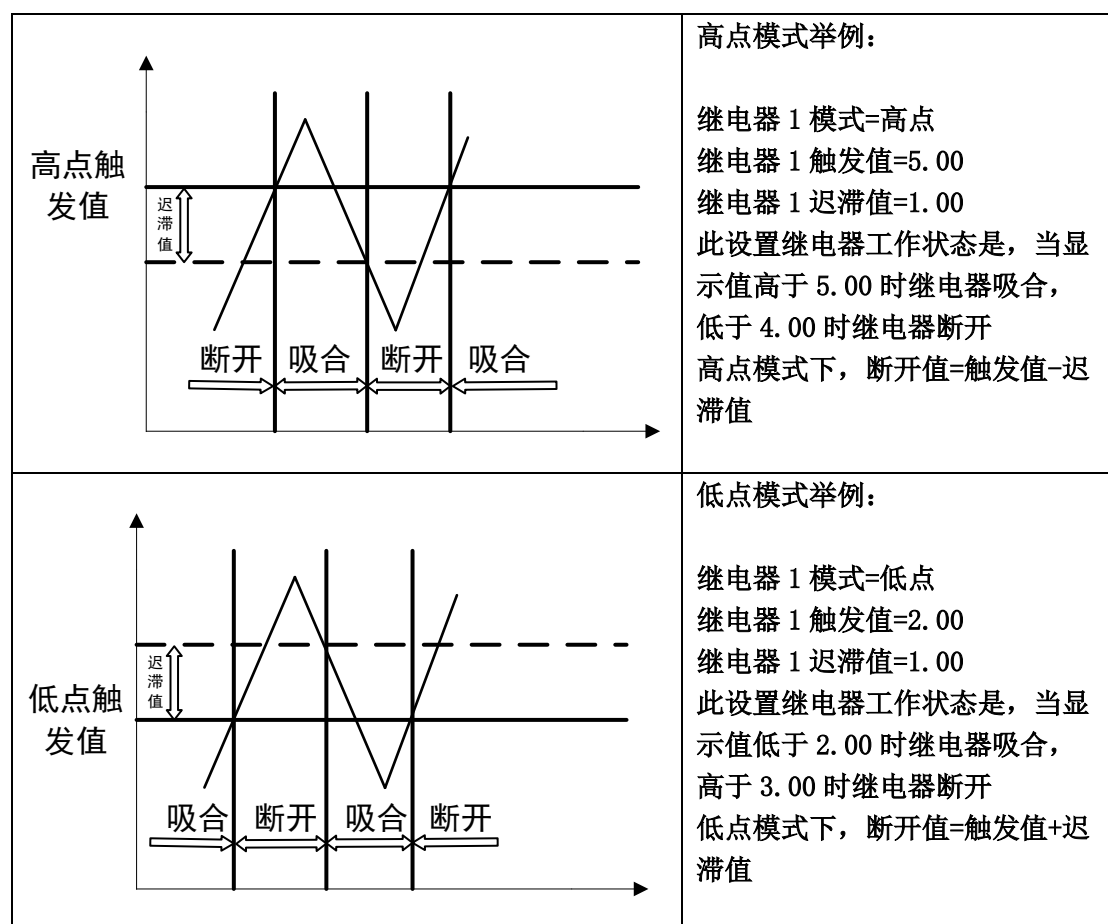 高点模式举例：
继电器 1 模式=高点
继电器 1 触发值=5.00
继电器 1 迟滞值=1.00
此设置继电器工作状态是，当显
示值高于 5.00 时继电器吸合，
低于 4.00 时继电器断开
高点模式下，断开值=触发值-迟
滞值
高点触
发值
迟
滞
值
断开 吸合 断开 吸合
低点模式举例：
继电器 1 模式=低点
继电器 1 触发值=2.00
继电器 1 迟滞值=1.00
此设置继电器工作状态是，当显
示值低于 2.00 时继电器吸合，
高于 3.00 时继电器断开
低点模式下，断开值=触发值+迟
滞值
低点触
发值
迟
滞
值
吸合 断开 吸合 断开